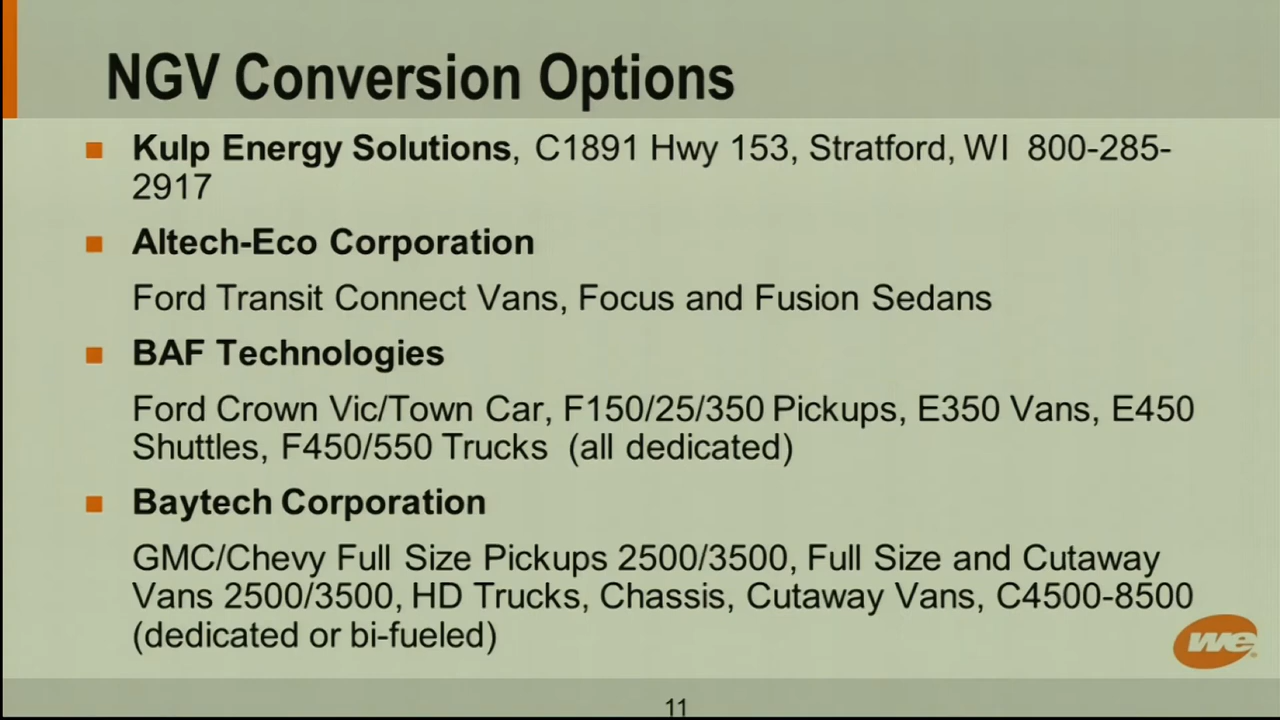 NGV Conversion Options
Kulp Energy Solutions, C1891 Hwy 153, Stratford, WI 800-285-
2917
Altech-Eco Corporation
Ford Transit Connect Vans, Focus and Fusion Sedans
BAF Technologies
Ford Crown Vic/Town Car, F150/25/350 Pickups, E350 Vans, E450
Shuttles, F450/550 Trucks (all dedicated)
Baytech Corporation
GMC/Chevy Full Size Pickups 2500/3500, Full Size and Cutaway
Vans 2500/3500, HD Trucks, Chassis, Cutaway Vans, C4500-8500
(dedicated or bi-fueled)
we
11